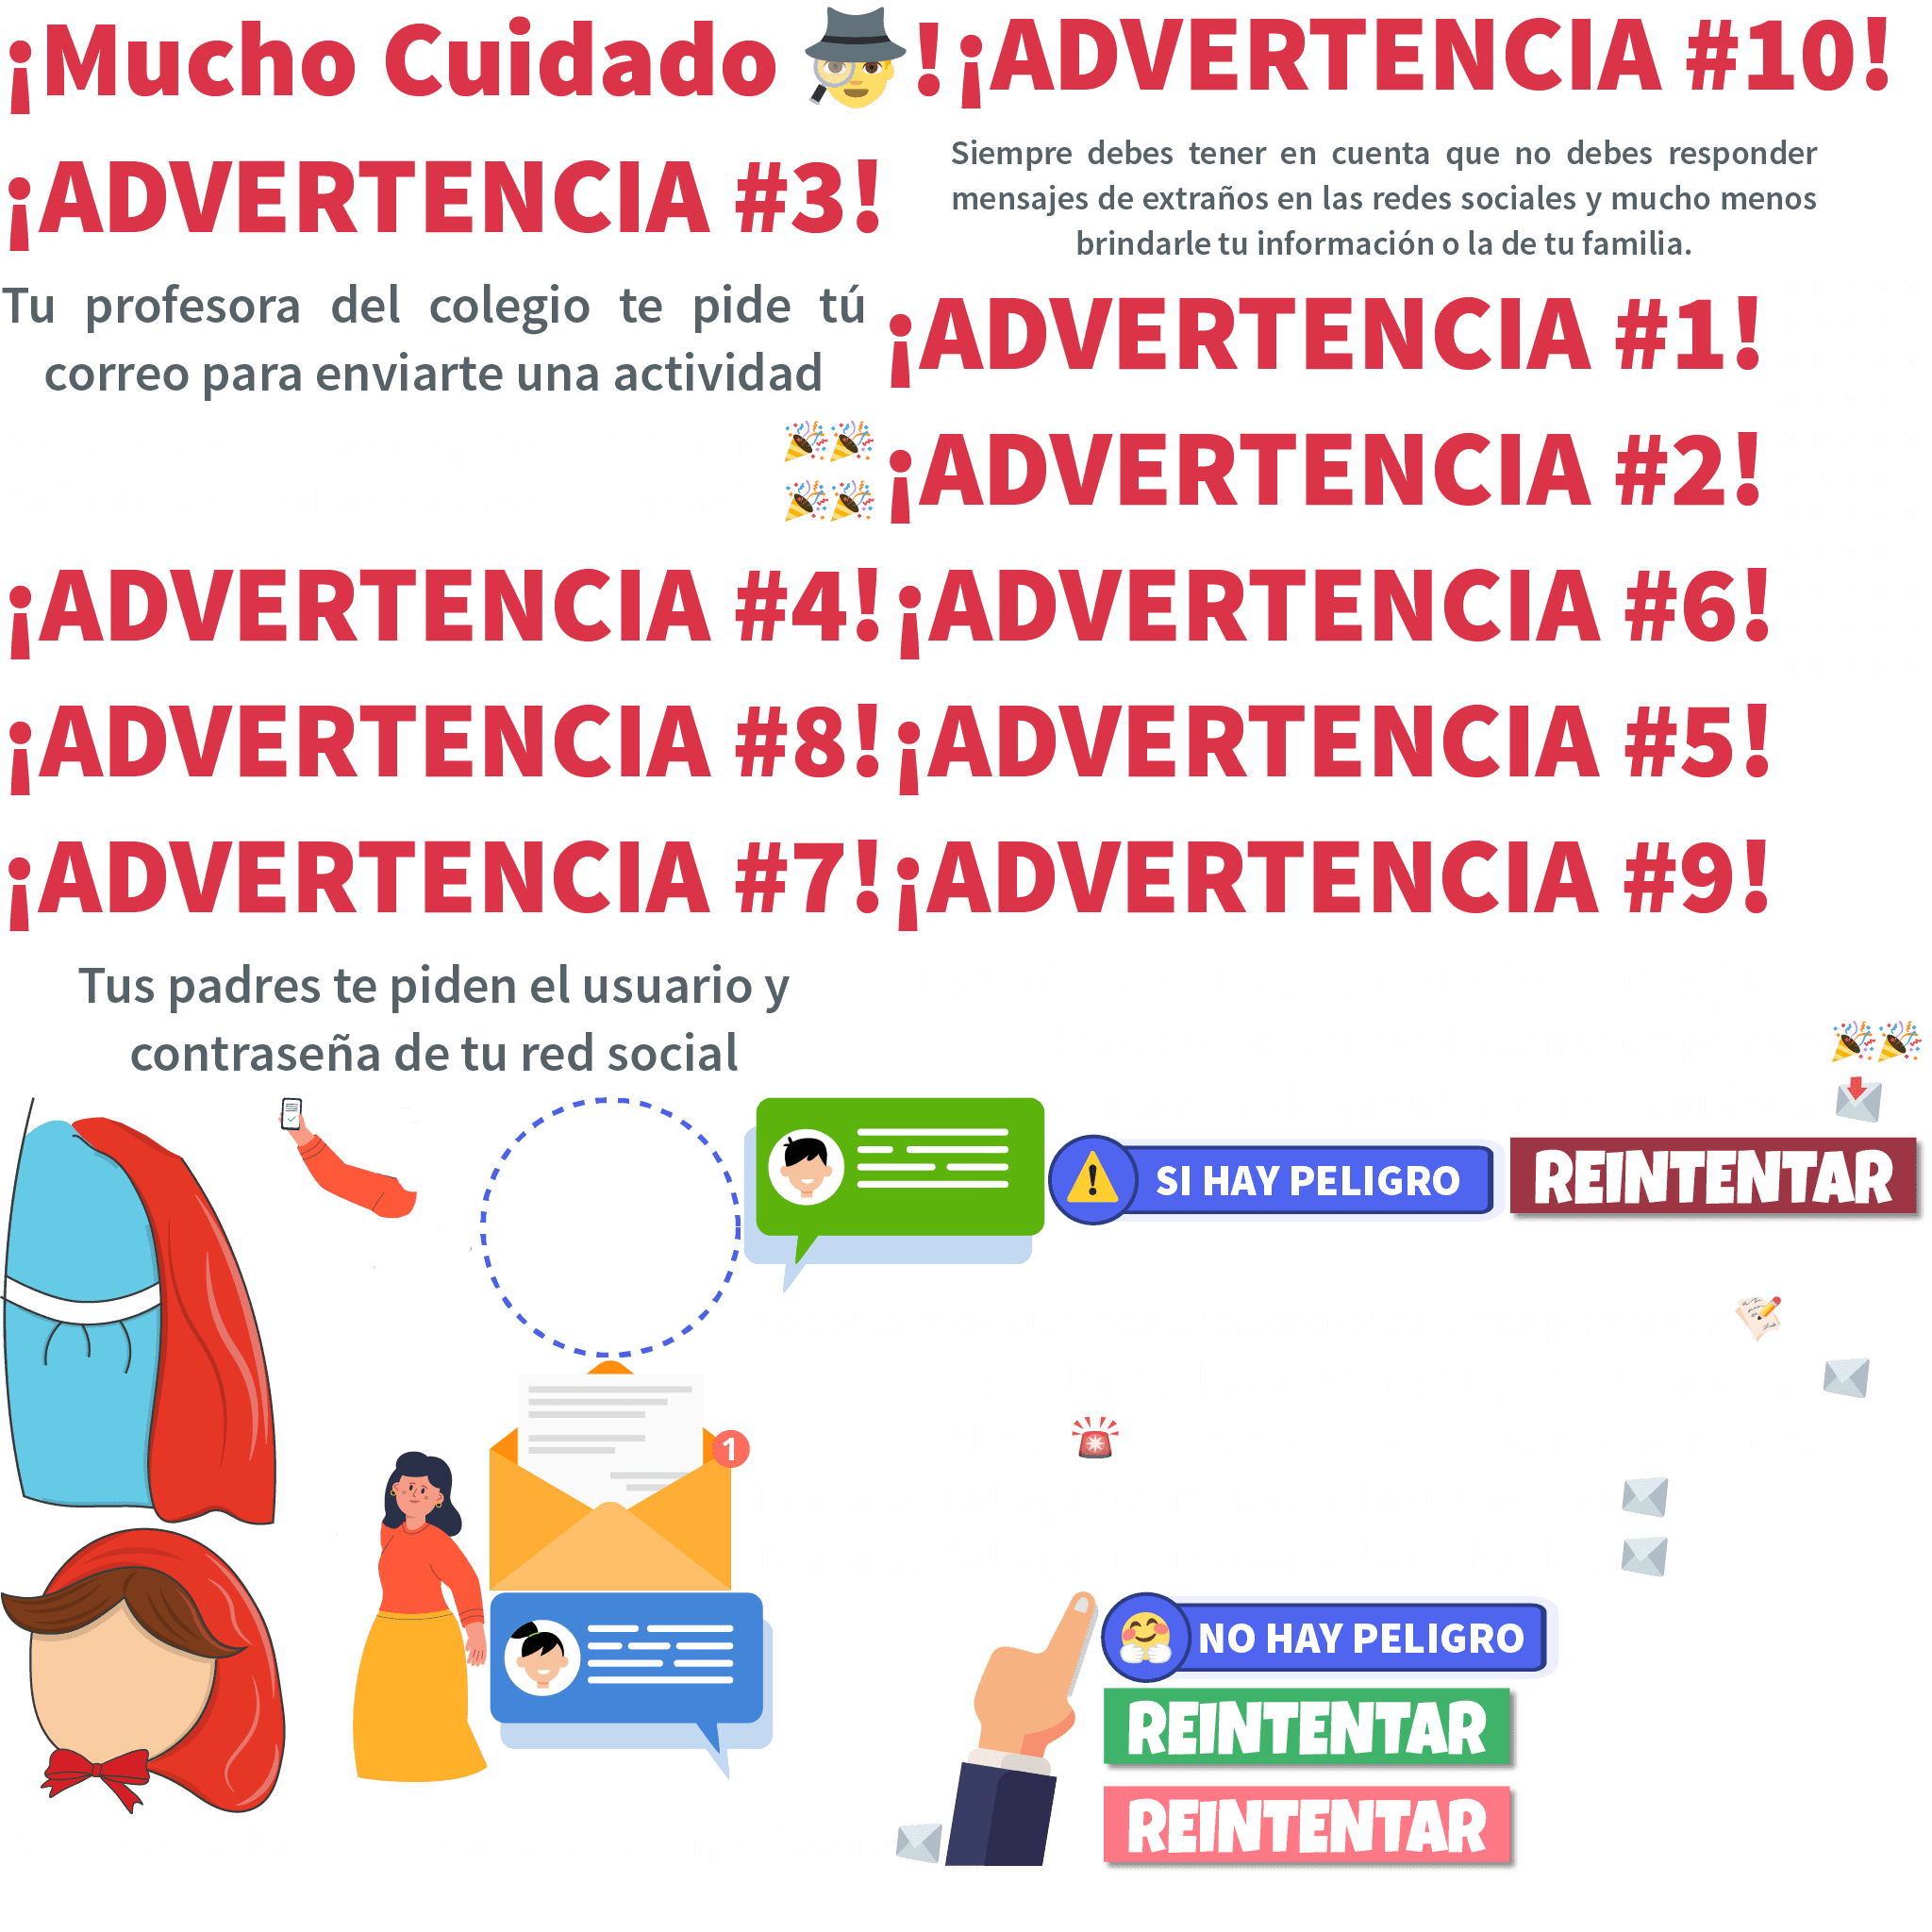 ¡Mucho Cuidado !
¡ADVERTENCIA #10!
Siempre debes tener en cuenta que no debes responder
mensajes de extraños en las redes sociales y mucho menos
brindarle tu información o la de tu familia.
¡ADVERTENCIA #3!
Tu profesora del colegio te pide tú
correo para enviarte una actividad
¡ADVERTENCIA #1!
¡ADVERTENCIA #2!
¡ADVERTENCIA #4!
¡ADVERTENCIA #6!
¡ADVERTENCIA #8!
¡ADVERTENCIA #5!
¡ADVERTENCIA #7!
¡ADVERTENCIA #9!
Tus padres te piden el usuario y
contraseña de tu red social
SI HAY PELIGRO
REINTENTAR
1
NO HAY PELIGRO
REINTENTAR
REINTENTAR